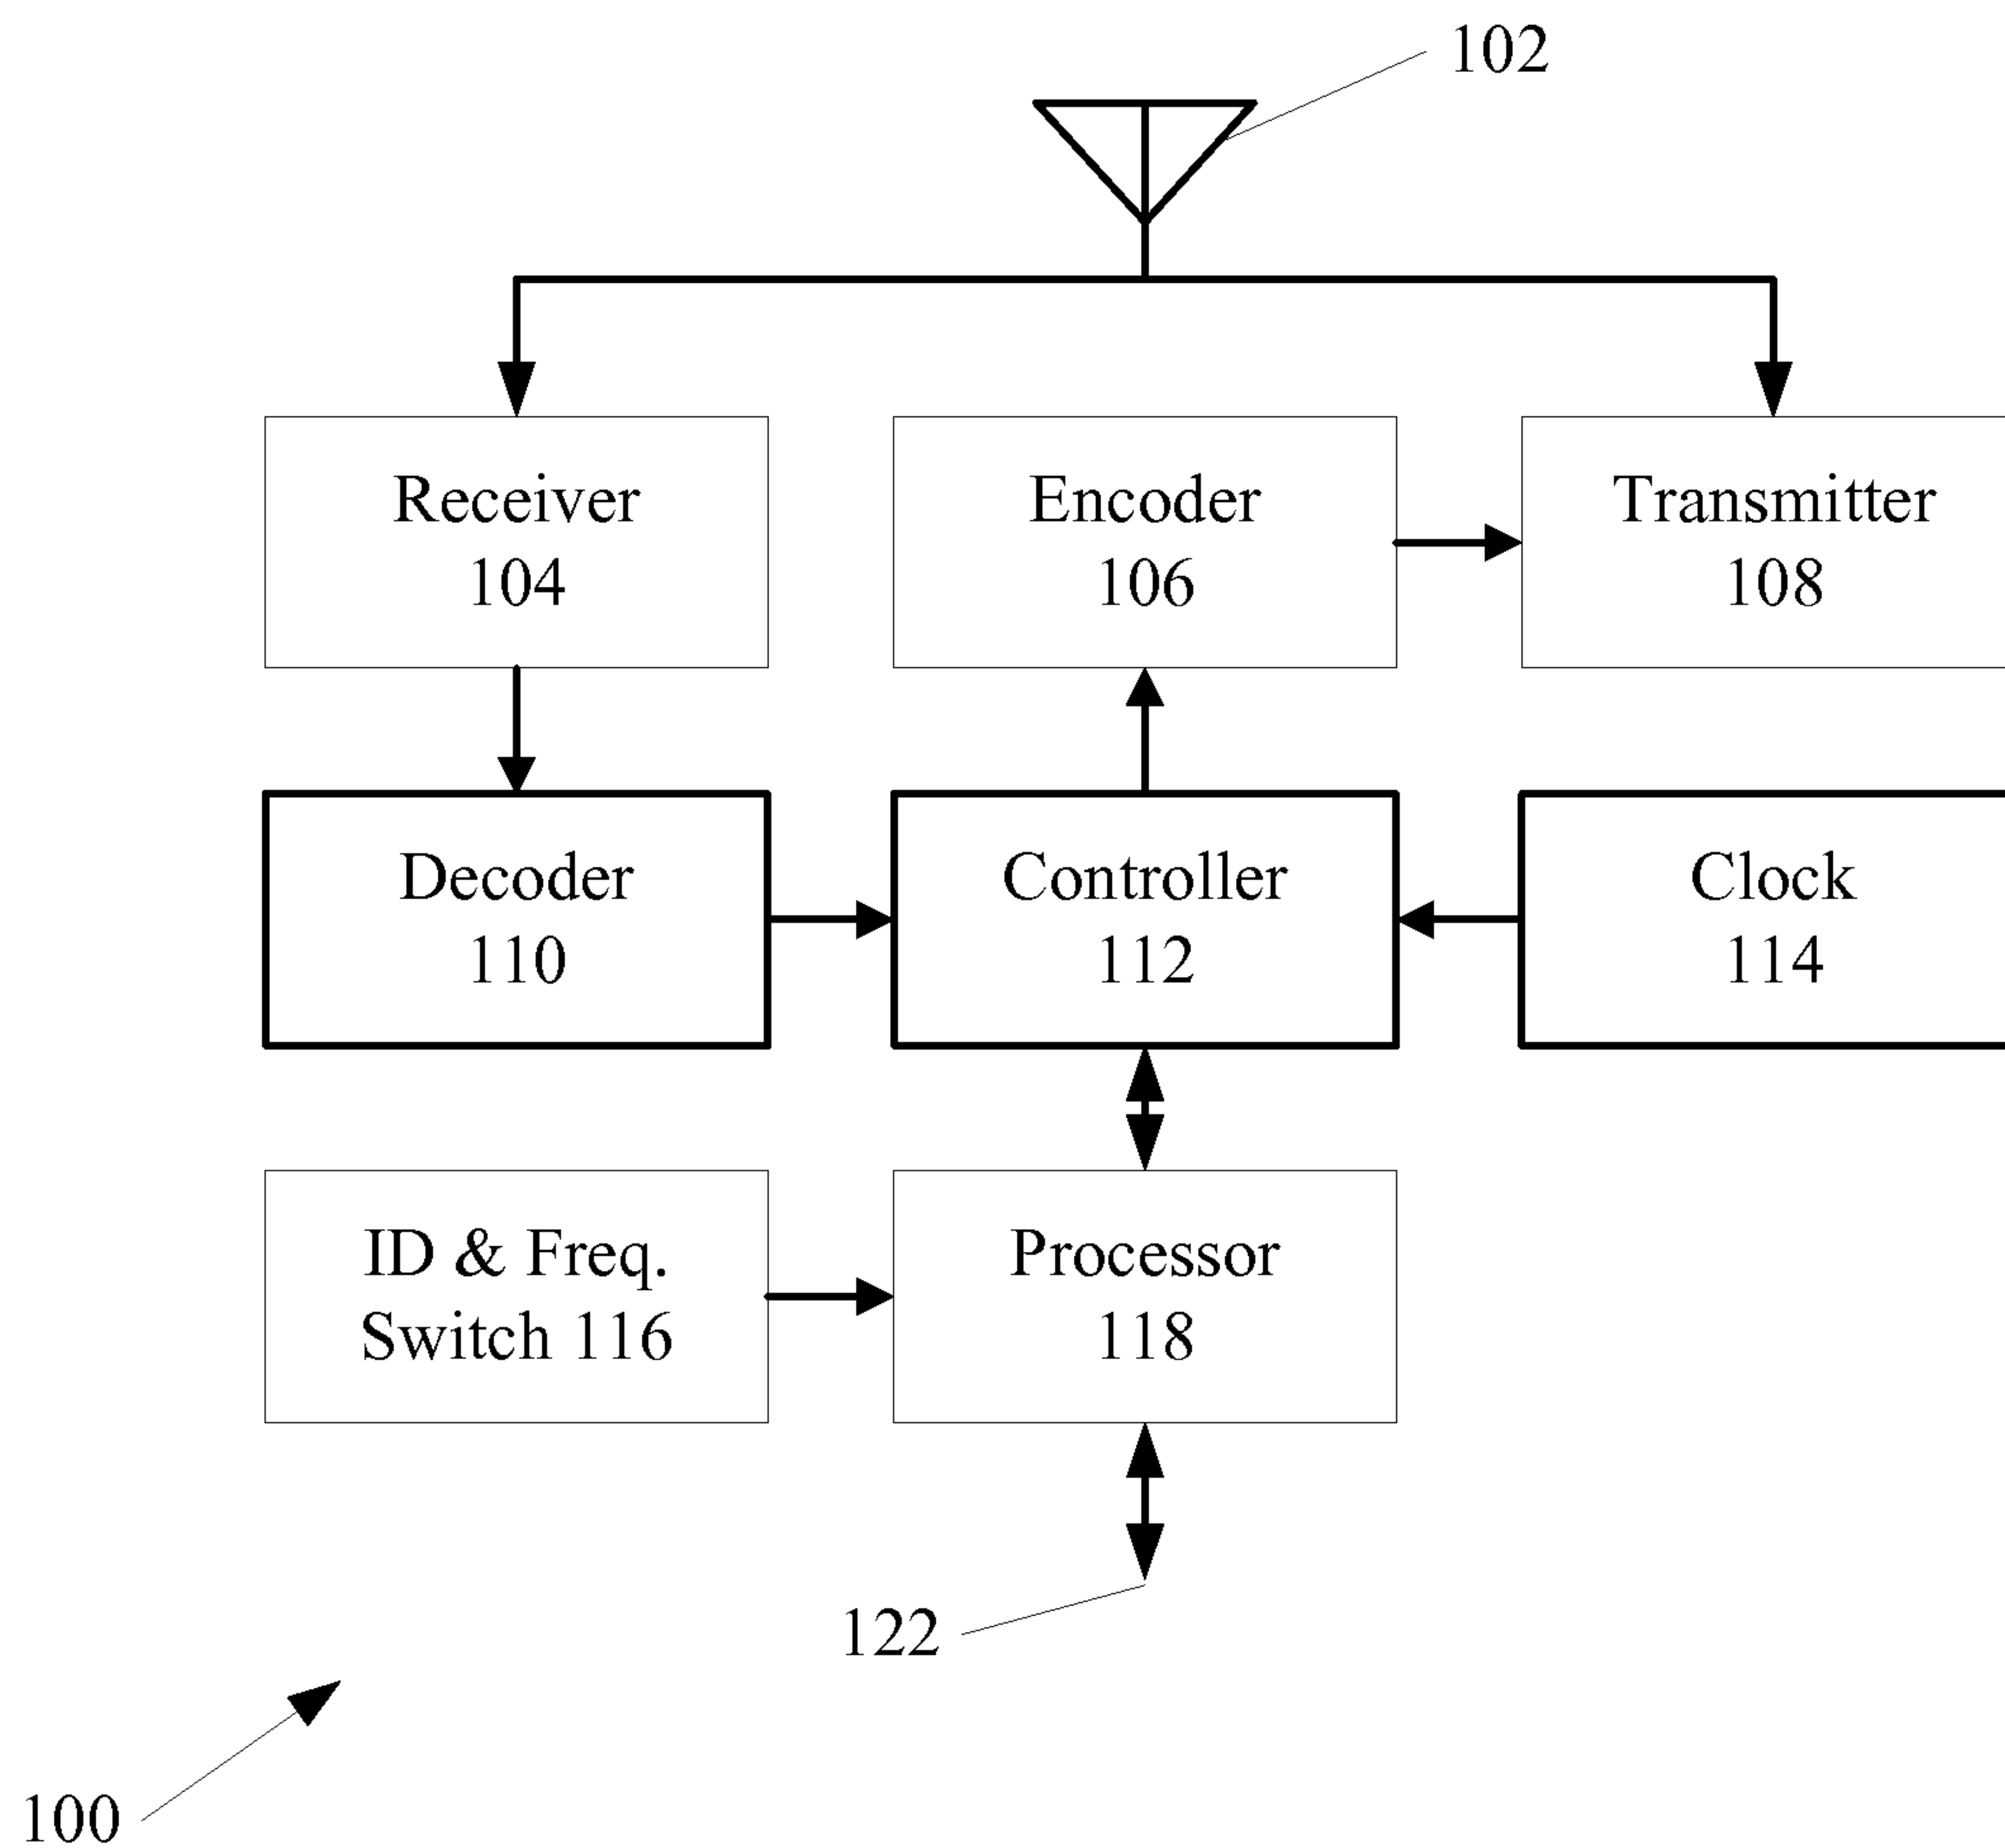 102
Receiver
104
Encoder
106
Transmitter
108
Decoder
110
Controller
112
Clock
114
ID & Freq.
Switch 116
Processor
118
122
100